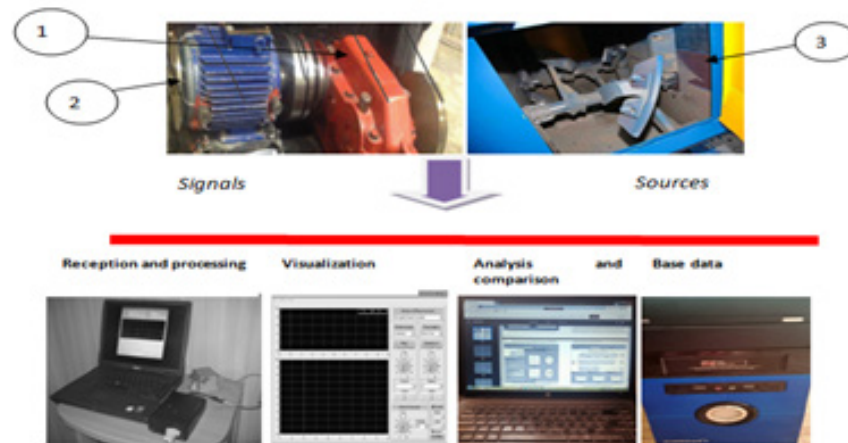 1
2
3
Signals
Sources
Reception and processing
Visualization
Analysis and
comparison
Base data